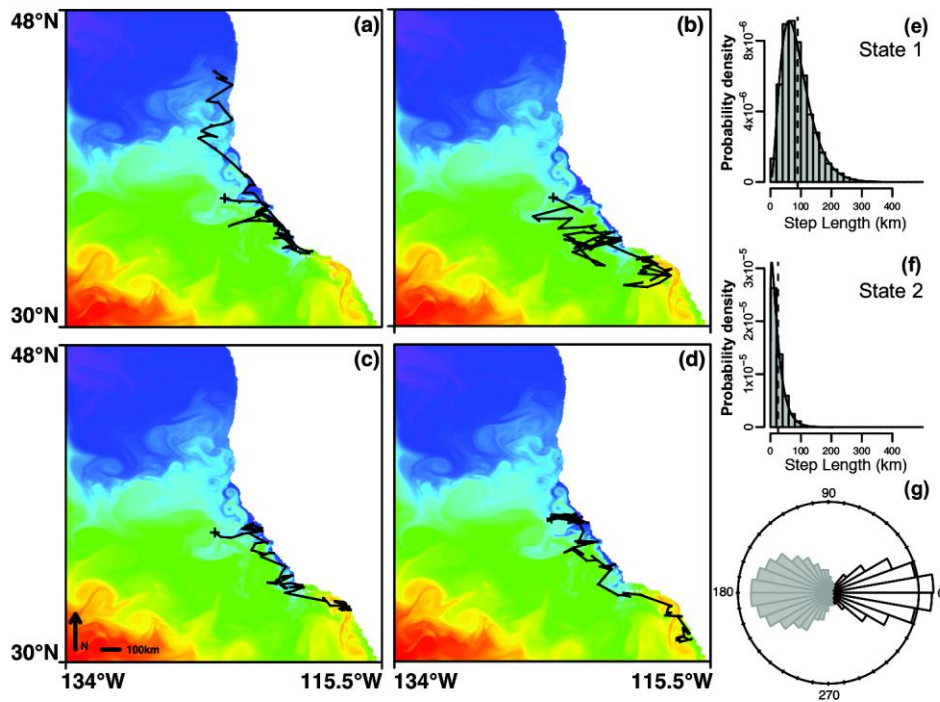 48°N
(a)
(b)
30°N
48°N
(c)
(d)
N
100km
30°N
134°W
115.5°W
134°W
115.5°W
(e)
State 1
Probability density
0
4x10-6
8x10-6
0
100
200
300
400
Step Length (km)
(f)
State 2
Probability density
0
1x10-5
2x10-5
3x10-5
0
100
200
300
400
Step Length (km)
(g)
90
180
0
270